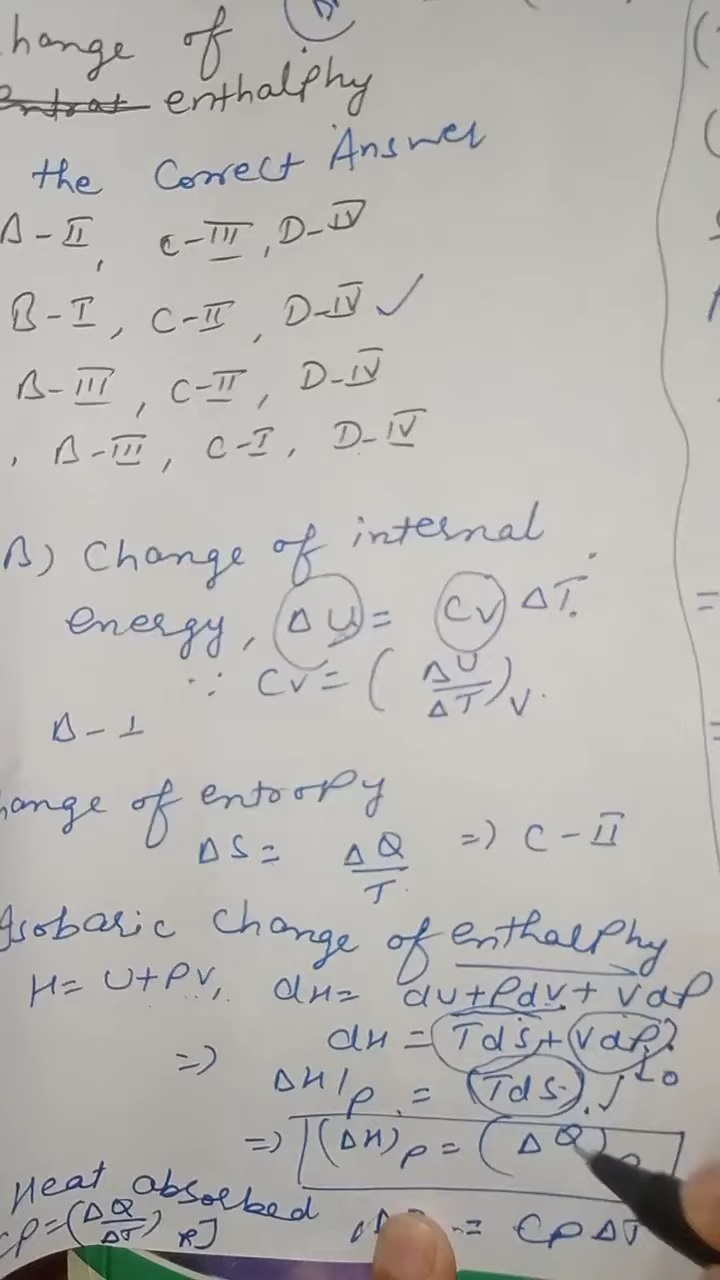 hange of
enthalphy
the Correct Answer
A-II, C-III, D-IV
B-I, C-II, D-IV ✓
B-III, C-II, D-IV
, B-III, C-I, D-IV
B) Change of internal
energy, ΔU = Cv ΔT.
∵ Cv = (ΔU/ΔT)v.
B-I
hange of entropy
ΔS = ΔQ/T => C-II
Isobaric Change of enthalphy
H = U+PV, dH = dU+PdV+VdP
=> dH = Tds + VdP
ΔH|P = Tds.
=> (ΔH)P = (ΔQ)
Heat absorbed
CP = (ΔQ/ΔT)P]
= CP ΔT